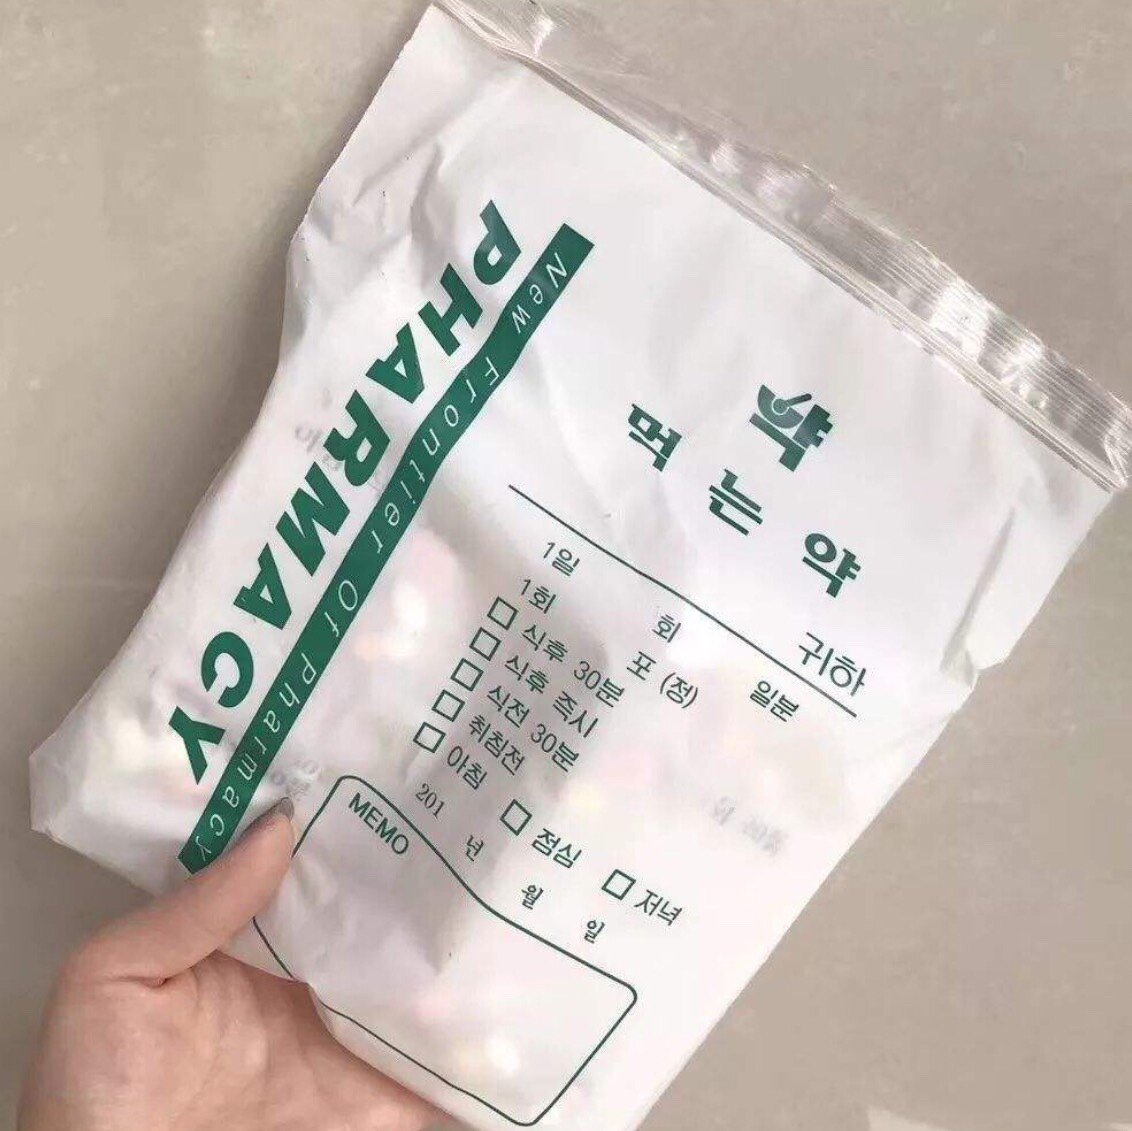 약
먹는 약
귀하
1일 회 일분
1회 포 (정)
□ 식후 30분
□ 식후 즉시
□ 식전 30분
□ 취침전
□ 아침 □ 점심 □ 저녁
201 년 월 일
MEMO
PHARMACY
New Frontier Of Pharmacy